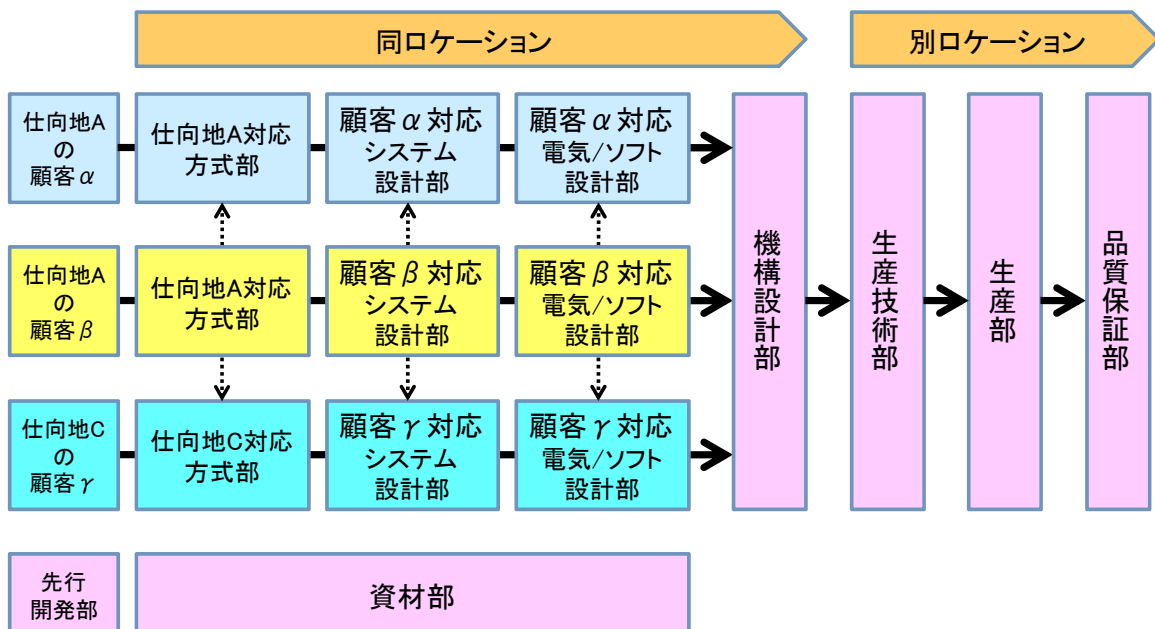 同ロケーション
別ロケーション
仕向地A
の
顧客α
仕向地A対応
方式部
顧客α対応
システム
設計部
顧客α対応
電気/ソフト
設計部
仕向地A
の
顧客β
仕向地A対応
方式部
顧客β対応
システム
設計部
顧客β対応
電気/ソフト
設計部
仕向地C
の
顧客γ
仕向地C対応
方式部
顧客γ対応
システム
設計部
顧客γ対応
電気/ソフト
設計部
機構設計部
生産技術部
生産部
品質保証部
先行
開発部
資材部